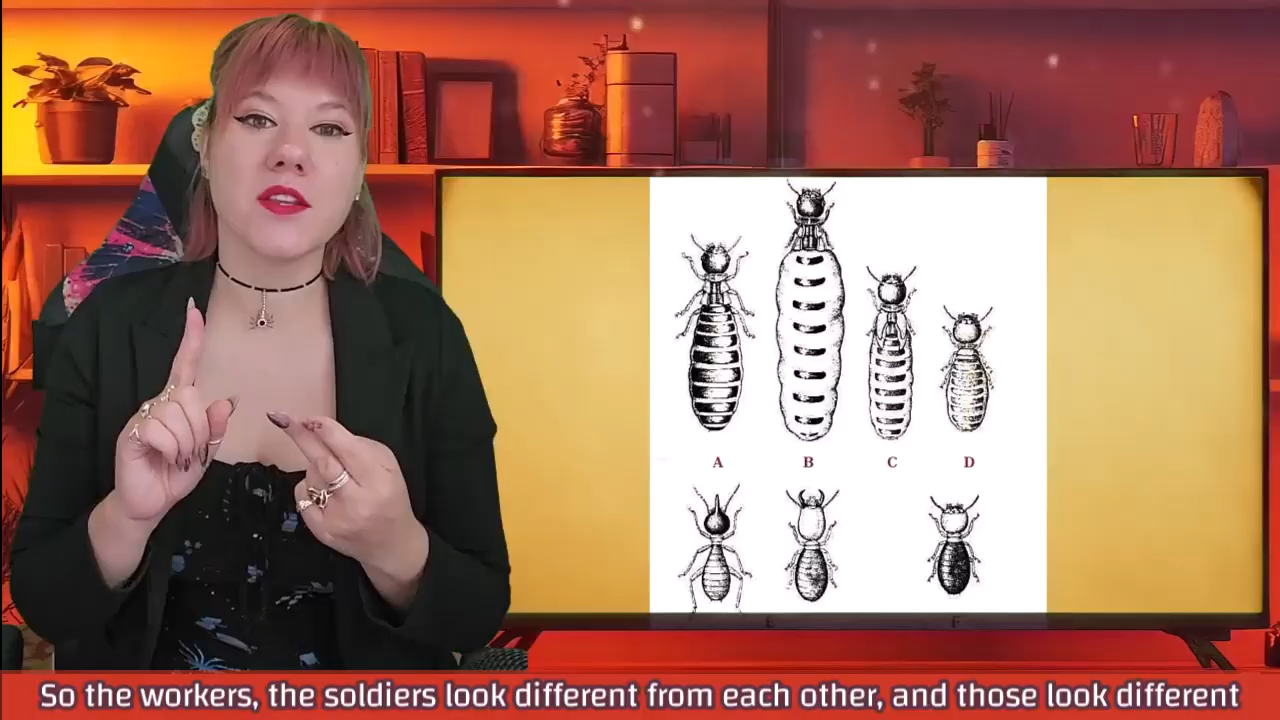 A B C D
E F
So the workers, the soldiers look different from each other, and those look different